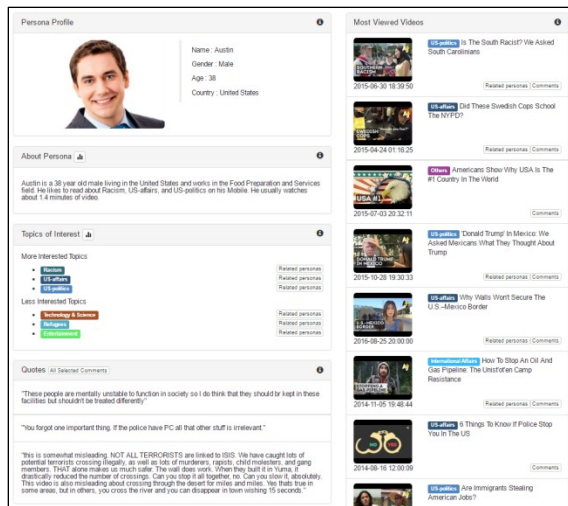 Persona Profile
Name : Austin
Gender : Male
Age : 38
Country : United States
About Persona
Austin is a 38 year old male living in the United States and works in the Food Preparation and Services
field. He likes to read about Racism, US-affairs, and US-politics on his Mobile. He usually watches
about 1.4 minutes of video.
Topics of Interest
More Interested Topics
Racism Related personas
US-affairs Related personas
US-politics Related personas
Less Interested Topics
Technology & Science Related personas
Refugees Related personas
Entertainment Related personas
Quotes All Selected Comments
"These people are mentally unstable to function in society so I do think that they should br kept in these
facilities but shouldn't be treated differently"
"You forgot one important thing. If the police have PC all that other stuff is irrelevant."
"this is somewhat misleading. NOT ALL TERRORISTS are linked to ISIS. We have caught lots of
potential terrorists crossing illegally, as well as lots of murderers, rapists, child molesters, and gang
members. THAT alone makes us much safer. The wall does work. When they built it in Yuma, it
drastically reduced the number of crossings. Can you stop it all together, no. Can you slow it, absolutely.
This video is also misleading about crossing through the desert for miles and miles. Yes thats true in
some areas, but in others, you cross the river and you can disappear in town wishing 15 seconds."
Most Viewed Videos
US-politics Is The South Racist? We Asked
South Carolinians
SOUTHERN
RACISM
2015-06-30 18:39:50 Related personas Comments
US-affairs Did These Swedish Cops School
The NYPD?
SWEDISH
COPS
2015-04-24 01:16:25 Related personas Comments
Others Americans Show Why USA Is The
#1 Country In The World
USA #1
2015-07-03 20:32:11 Comments
US-politics 'Donald Trump' In Mexico: We
Asked Mexicans What They Thought About
Trump
DONALD TRUMP
IN MEXICO
2015-10-28 19:30:33 Related personas Comments
US-affairs Why Walls Won't Secure The
U.S.–Mexico Border
U.S.-MEXICO
BORDER
2016-08-25 20:00:00 Related personas Comments
International-Affairs How To Stop An Oil And
Gas Pipeline: The Unist'ot'en Camp
Resistance
2014-11-05 19:48:44 Related personas Comments
US-affairs 6 Things To Know If Police Stop
You In The US
NO YES
2014-08-16 12:00:09 Comments
US-politics Are Immigrants Stealing
American Jobs?